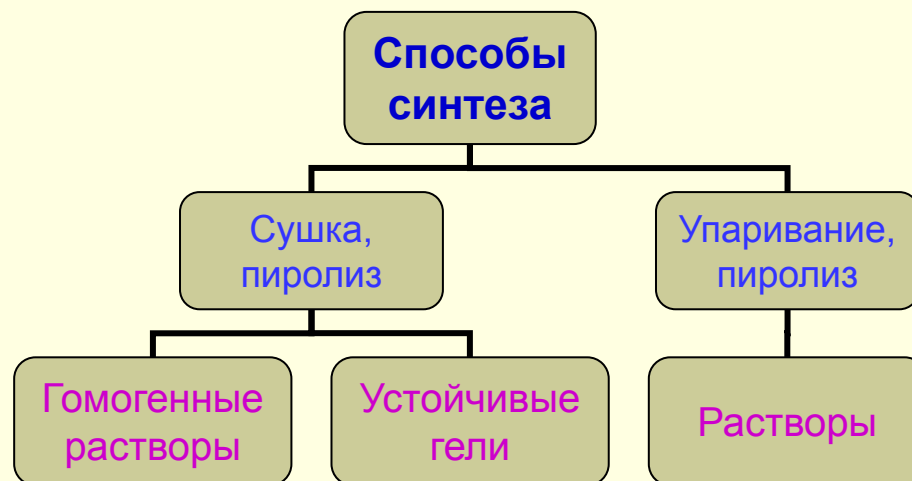 Способы
синтеза
Сушка,
пиролиз
Упаривание,
пиролиз
Гомогенные
растворы
Устойчивые
гели
Растворы